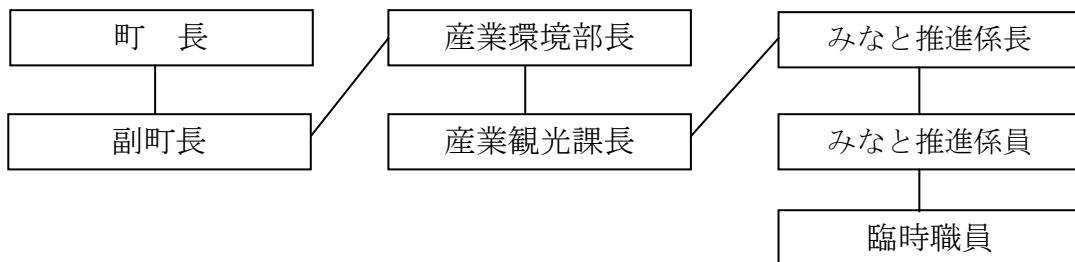 町　長
副町長
産業環境部長
産業観光課長
みなと推進係長
みなと推進係員
臨時職員